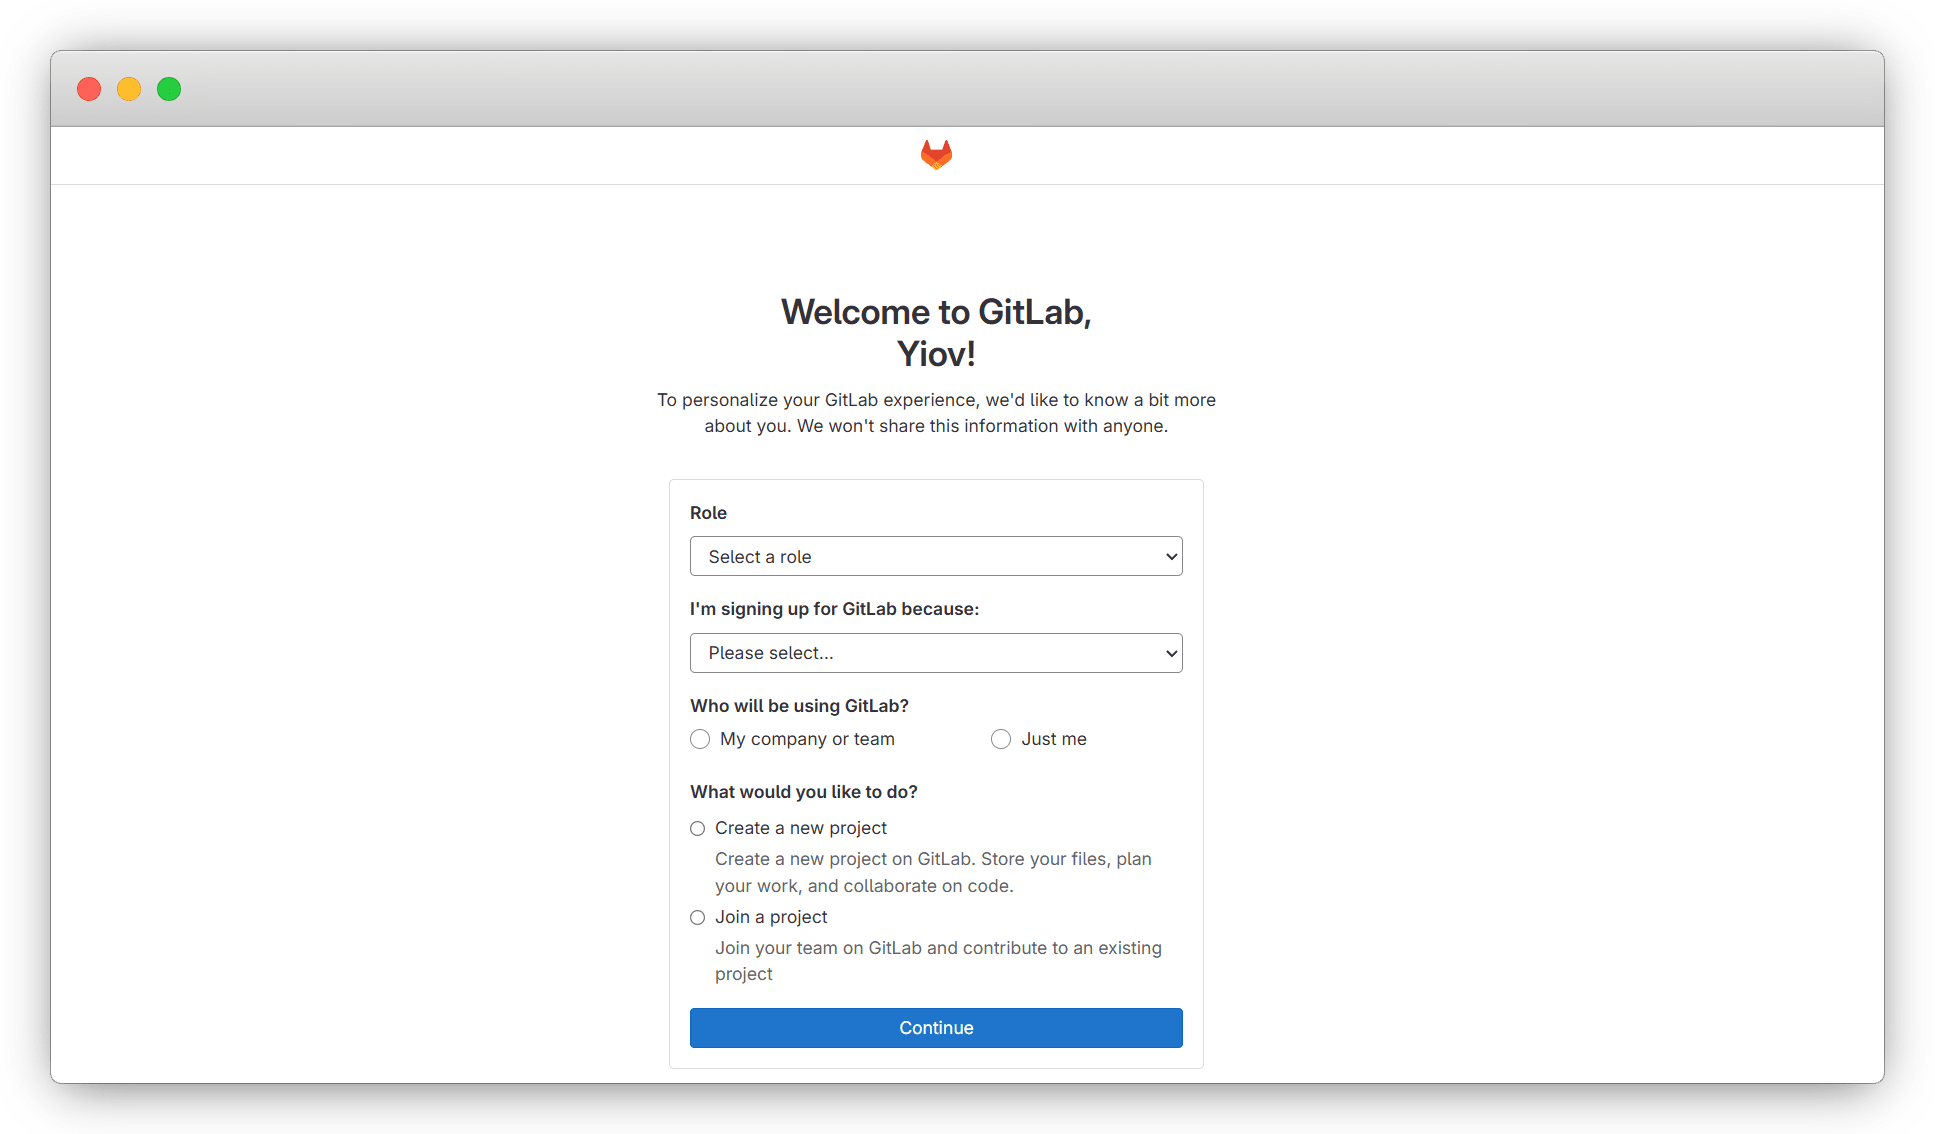 Welcome to GitLab,
Yiov!
To personalize your GitLab experience, we'd like to know a bit more
about you. We won't share this information with anyone.
Role
Select a role
I'm signing up for GitLab because:
Please select...
Who will be using GitLab?
My company or team
Just me
What would you like to do?
Create a new project
Create a new project on GitLab. Store your files, plan
your work, and collaborate on code.
Join a project
Join your team on GitLab and contribute to an existing
project
Continue